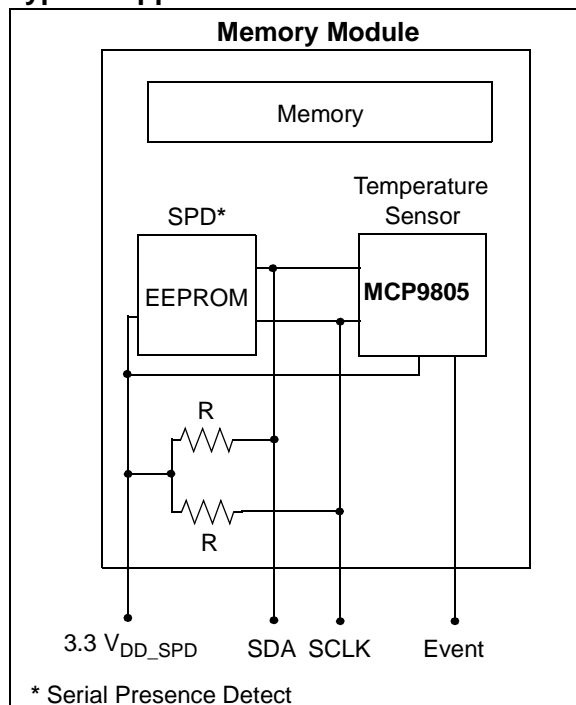 Memory Module
Memory
Temperature
Sensor
SPD*
EEPROM
MCP9805
R
R
3.3 VDD_SPD
SDA
SCLK
Event
* Serial Presence Detect